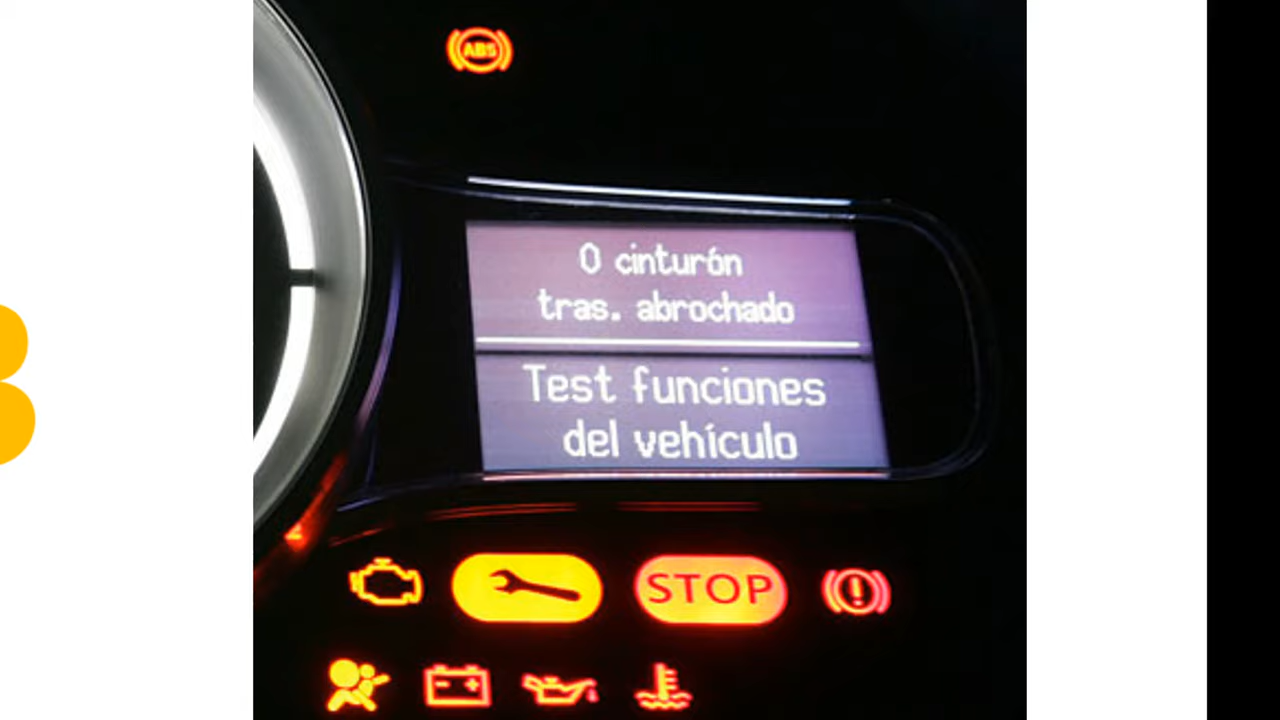 ABS
0 cinturón
tras. abrochado
Test funciones
del vehículo
STOP